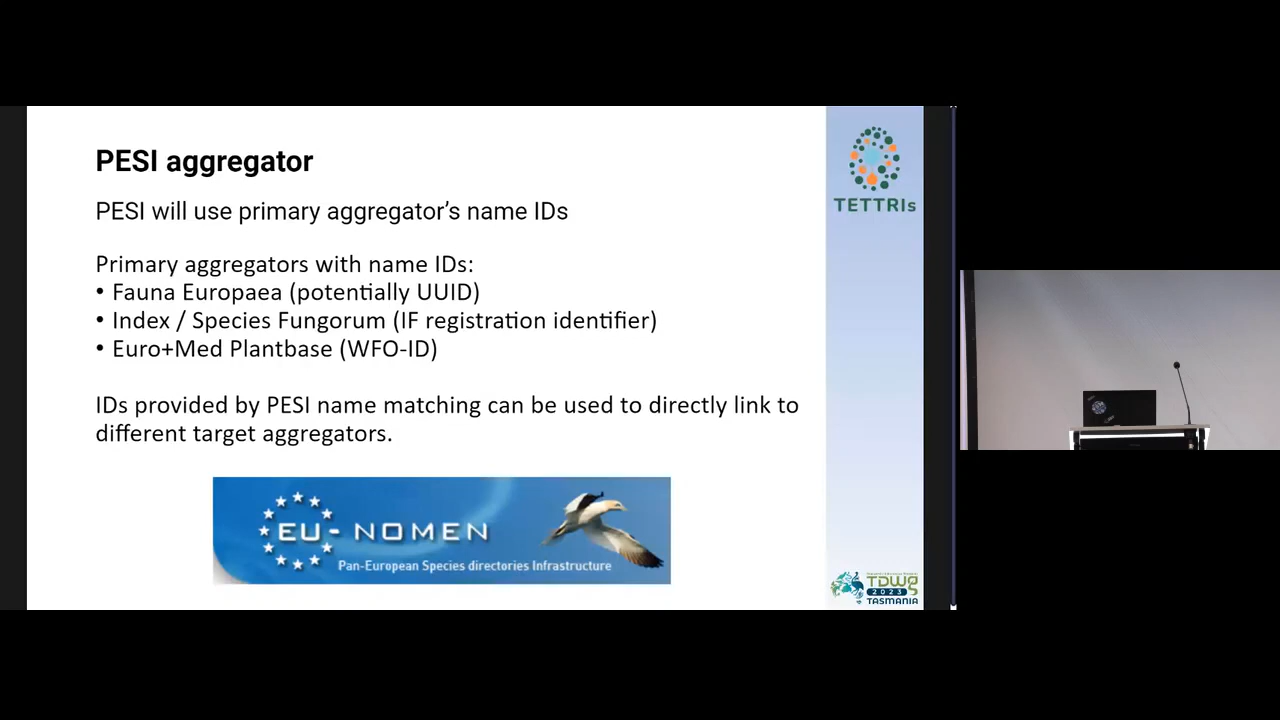 PESI aggregator
PESI will use primary aggregator’s name IDs
Primary aggregators with name IDs:
• Fauna Europaea (potentially UUID)
• Index / Species Fungorum (IF registration identifier)
• Euro+Med Plantbase (WFO-ID)
IDs provided by PESI name matching can be used to directly link to
different target aggregators.
EU-NOMEN
Pan-European Species directories Infrastructure
TETTRIs
TDWG
2023
TASMANIA